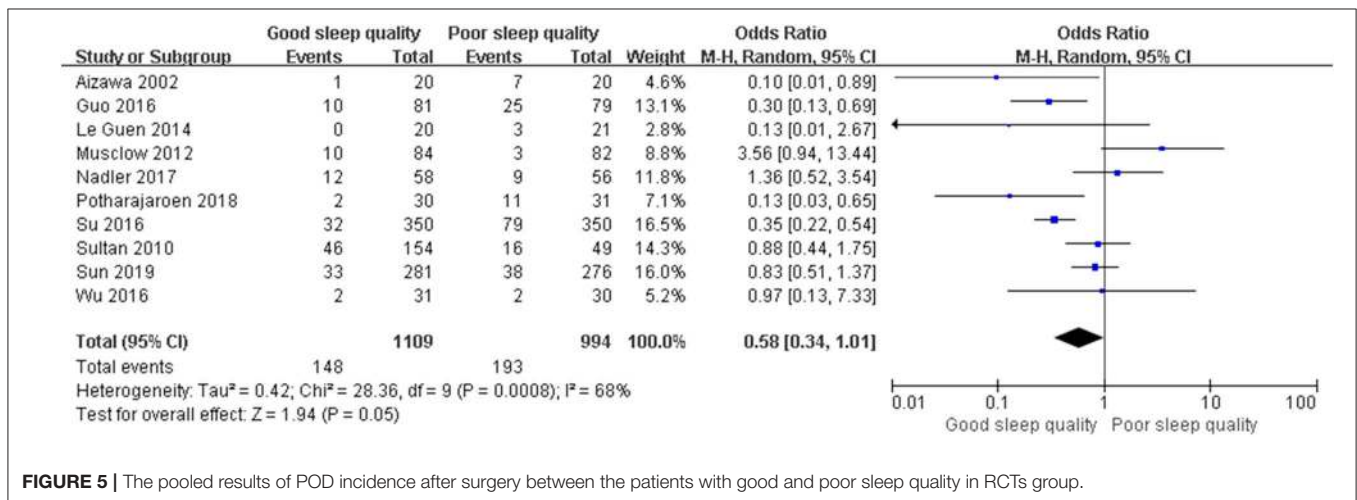 Good sleep quality Poor sleep quality Odds Ratio Odds Ratio
Study or Subgroup Events Total Events Total Weight M-H, Random, 95% CI M-H, Random, 95% CI
Aizawa 2002 1 20 7 20 4.6% 0.10 [0.01, 0.89]
Guo 2016 10 81 25 79 13.1% 0.30 [0.13, 0.69]
Le Guen 2014 0 20 3 21 2.8% 0.13 [0.01, 2.67]
Musclow 2012 10 84 3 82 8.8% 3.56 [0.94, 13.44]
Nadler 2017 12 58 9 56 11.8% 1.36 [0.52, 3.54]
Potharajaroen 2018 2 30 11 31 7.1% 0.13 [0.03, 0.65]
Su 2016 32 350 79 350 16.5% 0.35 [0.22, 0.54]
Sultan 2010 46 154 16 49 14.3% 0.88 [0.44, 1.75]
Sun 2019 33 281 38 276 16.0% 0.83 [0.51, 1.37]
Wu 2016 2 31 2 30 5.2% 0.97 [0.13, 7.33]
Total (95% CI) 1109 994 100.0% 0.58 [0.34, 1.01]
Total events 148 193
Heterogeneity: Tau² = 0.42; Chi² = 28.36, df = 9 (P = 0.0008); I² = 68%
Test for overall effect: Z = 1.94 (P = 0.05)
0.01 0.1 1 10 100
Good sleep quality Poor sleep quality
FIGURE 5 | The pooled results of POD incidence after surgery between the patients with good and poor sleep quality in RCTs group.